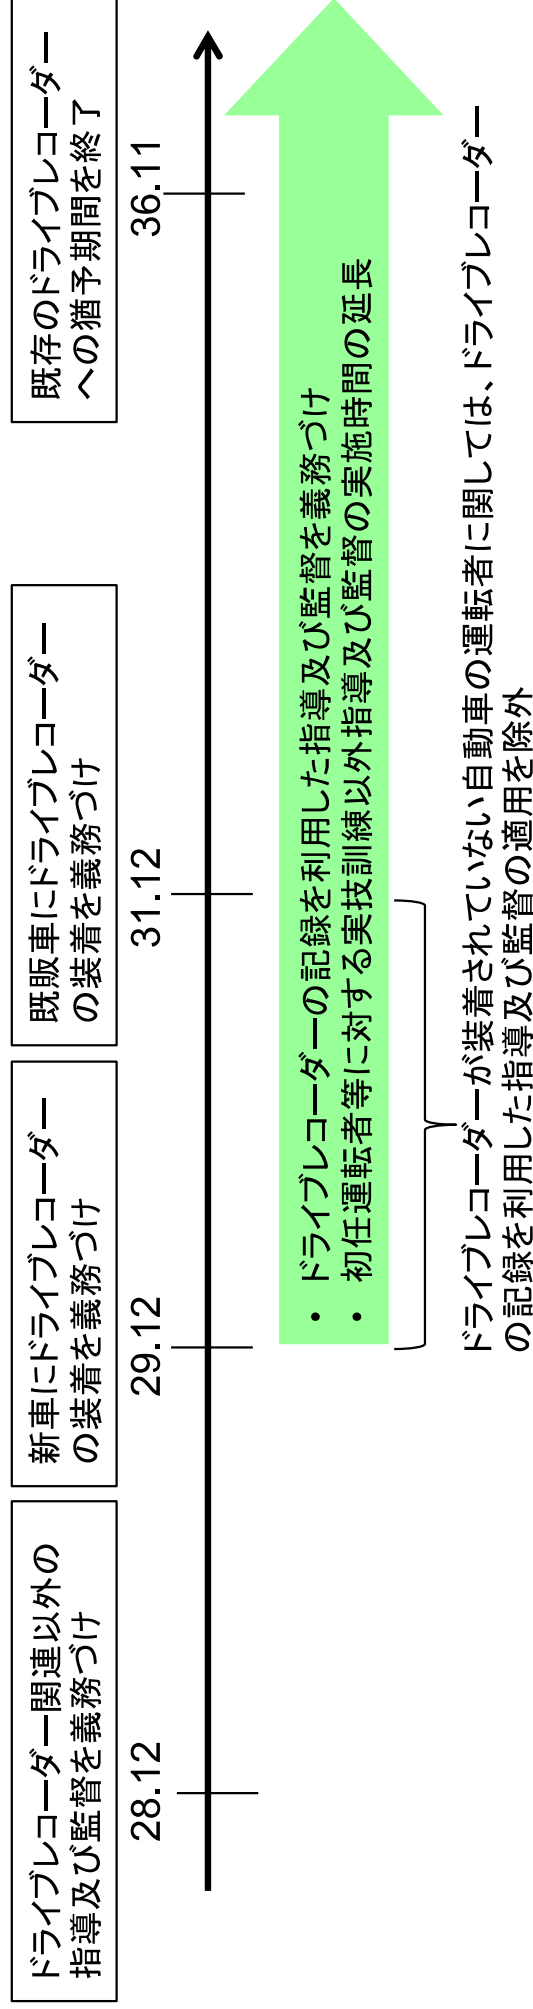 ドライブレコーダー関連以外の
指導及び監督を義務づけ
新車にドライブレコーダー
の装着を義務づけ
既販車にドライブレコーダー
の装着を義務づけ
既存のドライブレコーダー
への猶予期間を終了
28.12
29.12
31.12
36.11
・ ドライブレコーダーの記録を利用した指導及び監督を義務づけ
・ 初任運転者等に対する実技訓練以外指導及び監督の実施時間の延長
ドライブレコーダーが装着されていない自動車の運転者に関しては、ドライブレコーダー
の記録を利用した指導及び監督の適用を除外